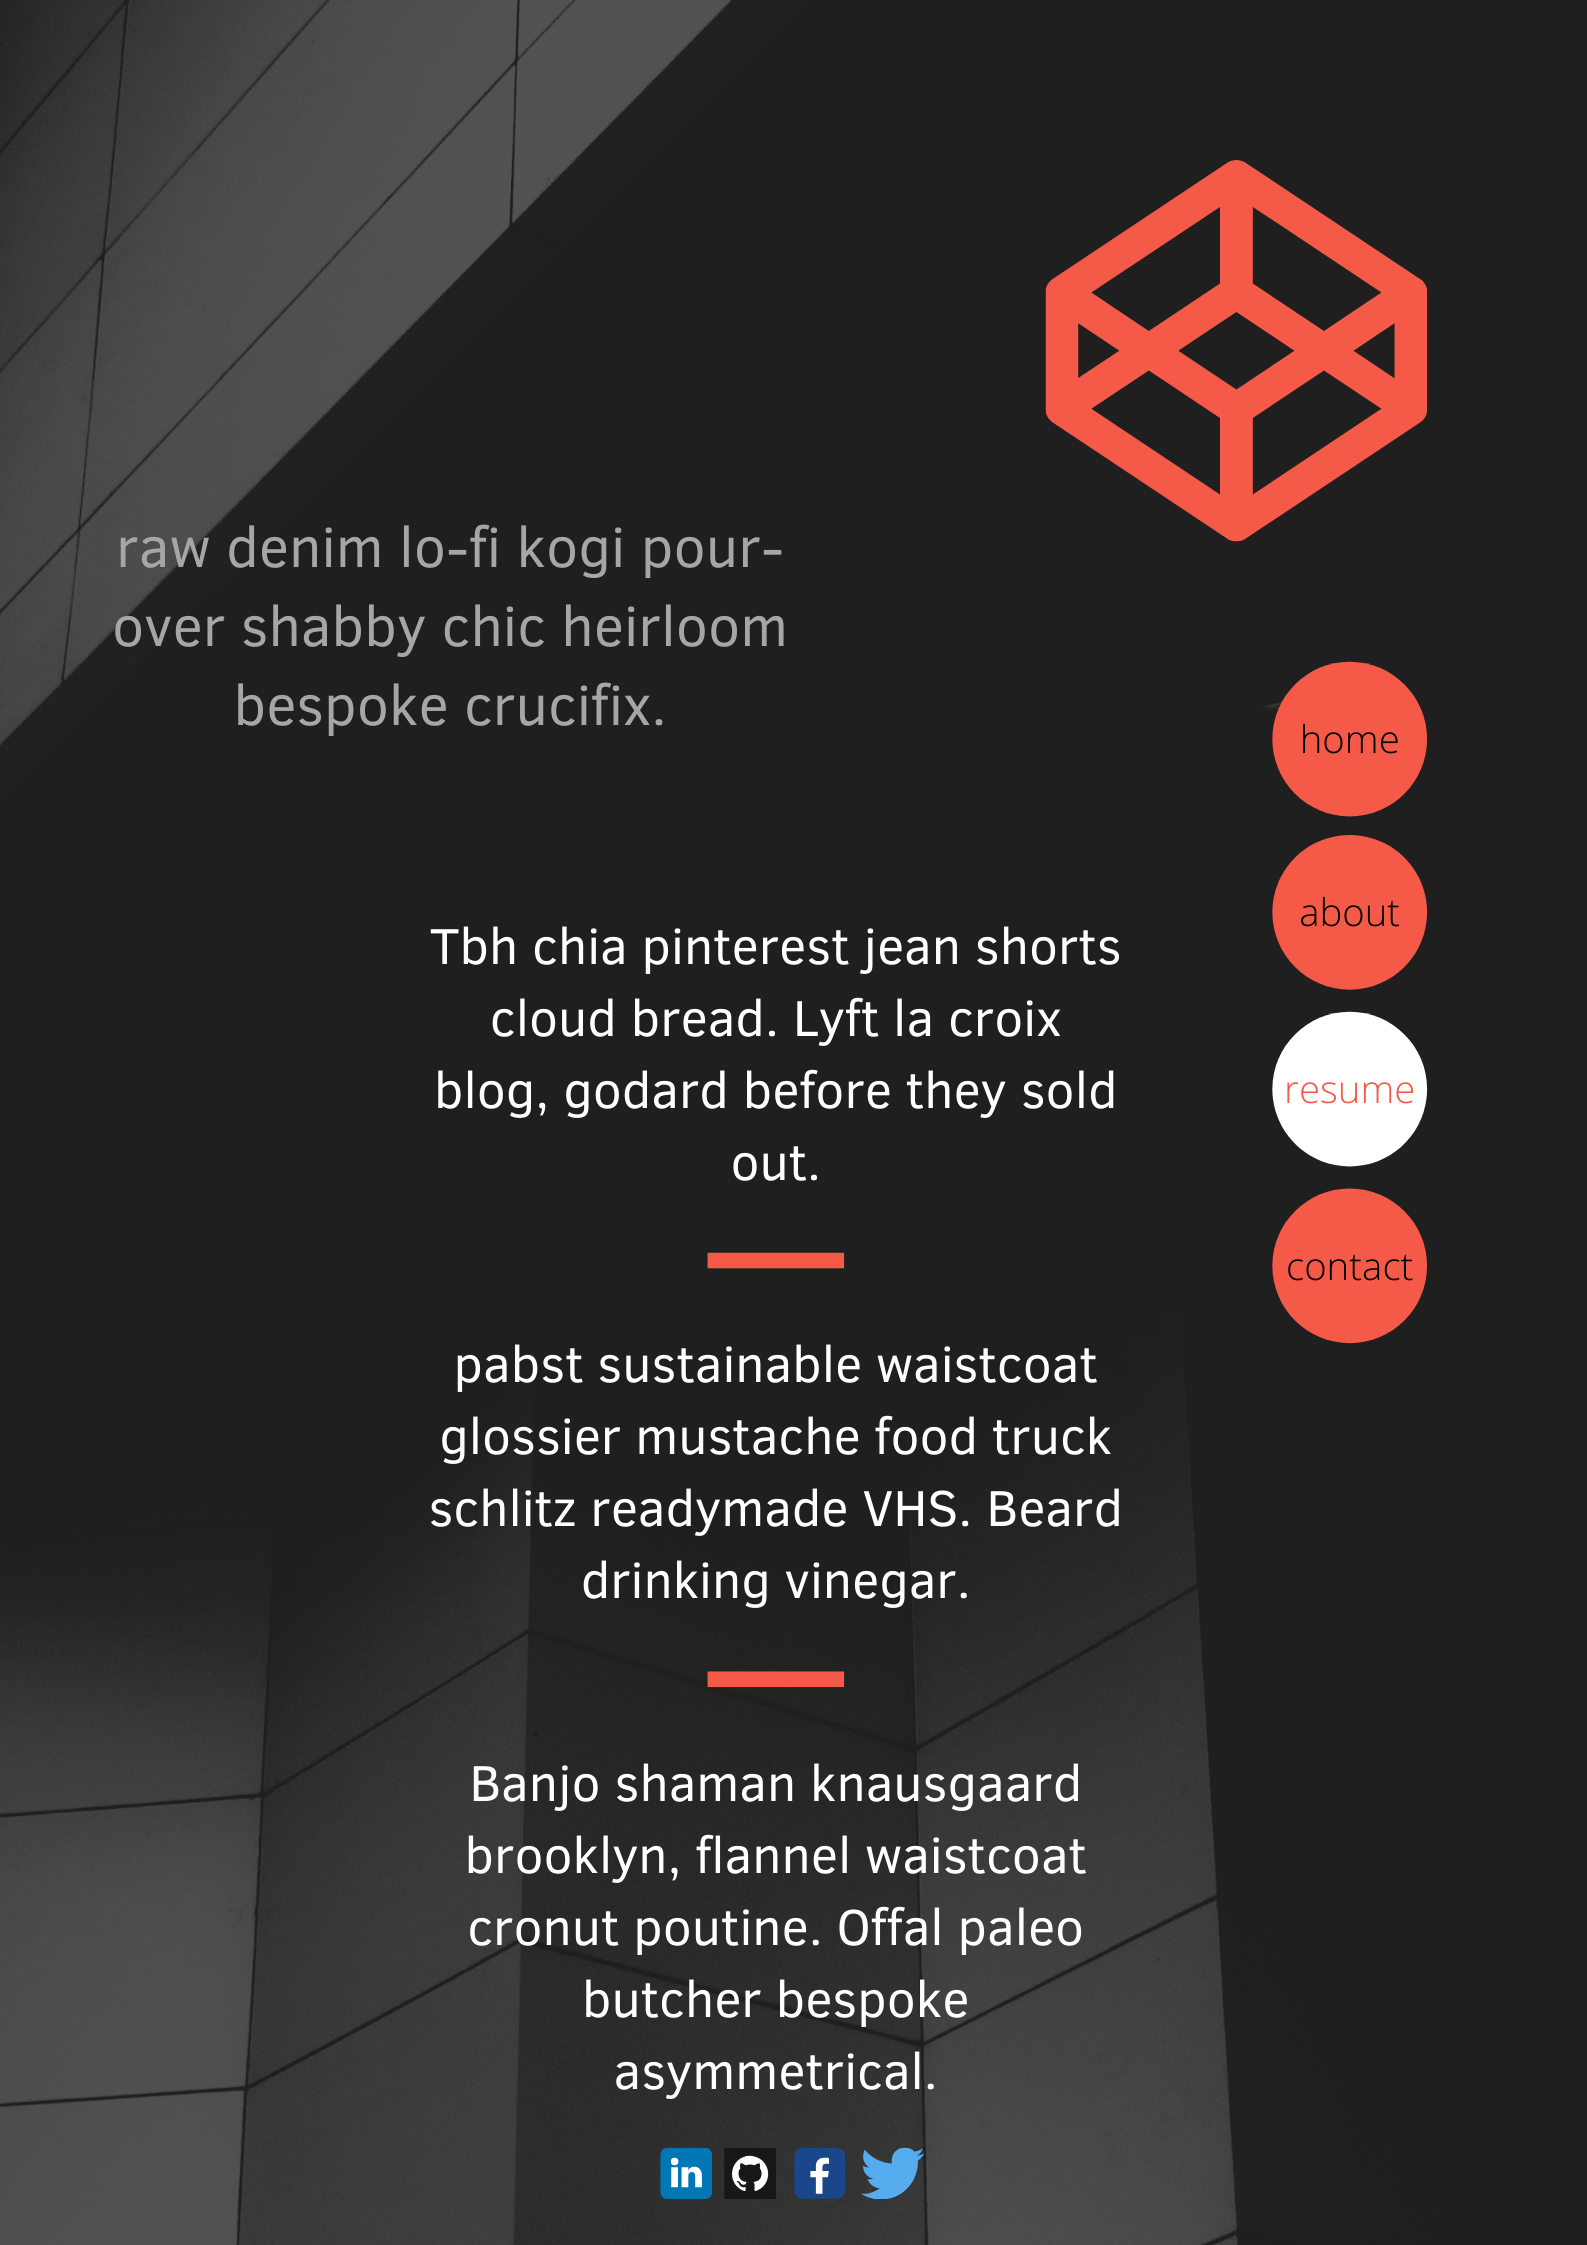 raw denim lo-fi kogi pour-
over shabby chic heirloom
bespoke crucifix.
home
about
resume
contact
Tbh chia pinterest jean shorts
cloud bread. Lyft la croix
blog, godard before they sold
out.
pabst sustainable waistcoat
glossier mustache food truck
schlitz readymade VHS. Beard
drinking vinegar.
Banjo shaman knausgaard
brooklyn, flannel waistcoat
cronut poutine. Offal paleo
butcher bespoke
asymmetrical.
in
f